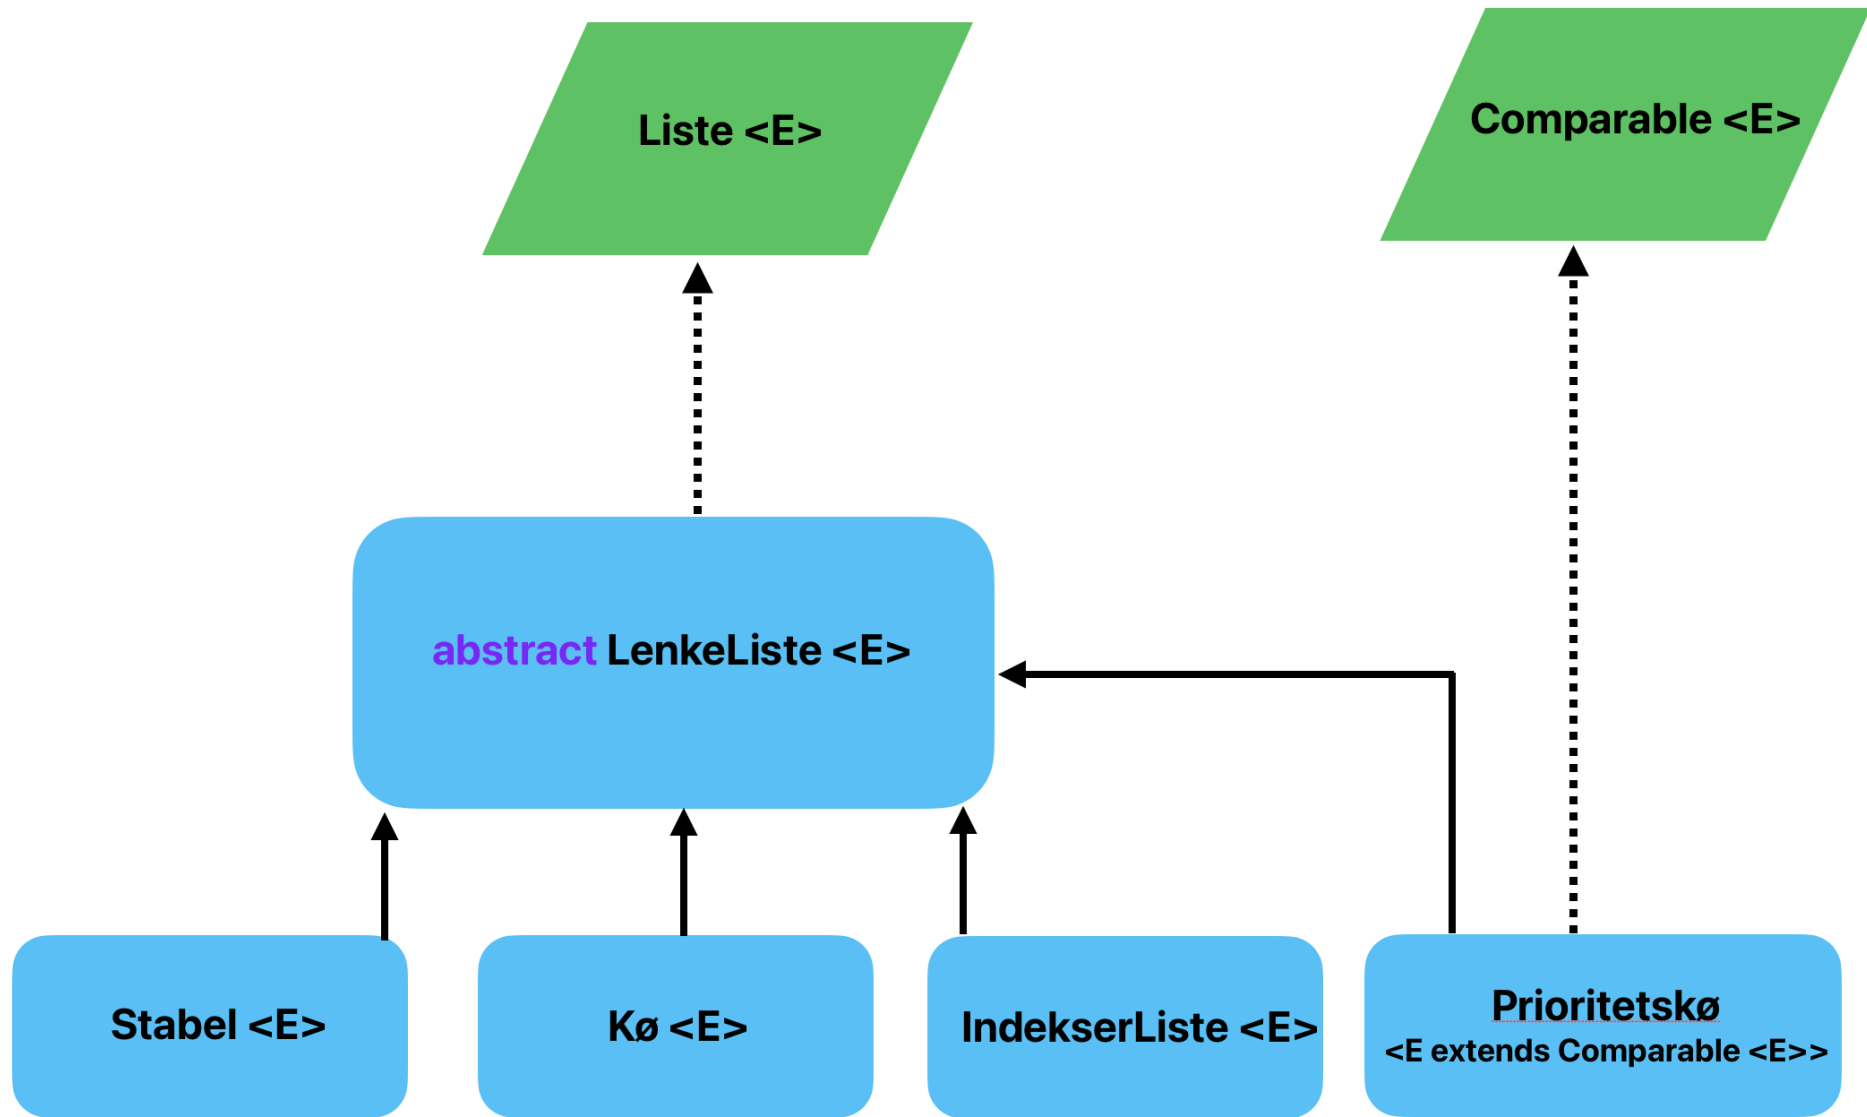 Liste <E>
Comparable <E>
abstract LenkeListe <E>
Stabel <E>
Kø <E>
IndekserListe <E>
Prioritetskø
<E extends Comparable <E>>